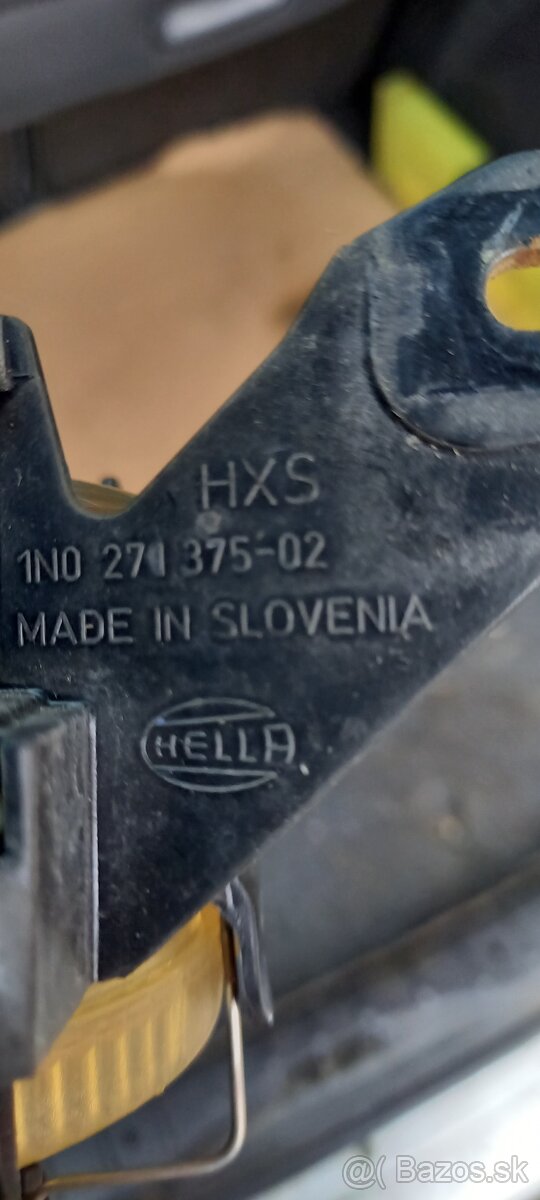 HXS
1N0 271 375-02
MADE IN SLOVENIA
HELLA
@( Bazos.sk